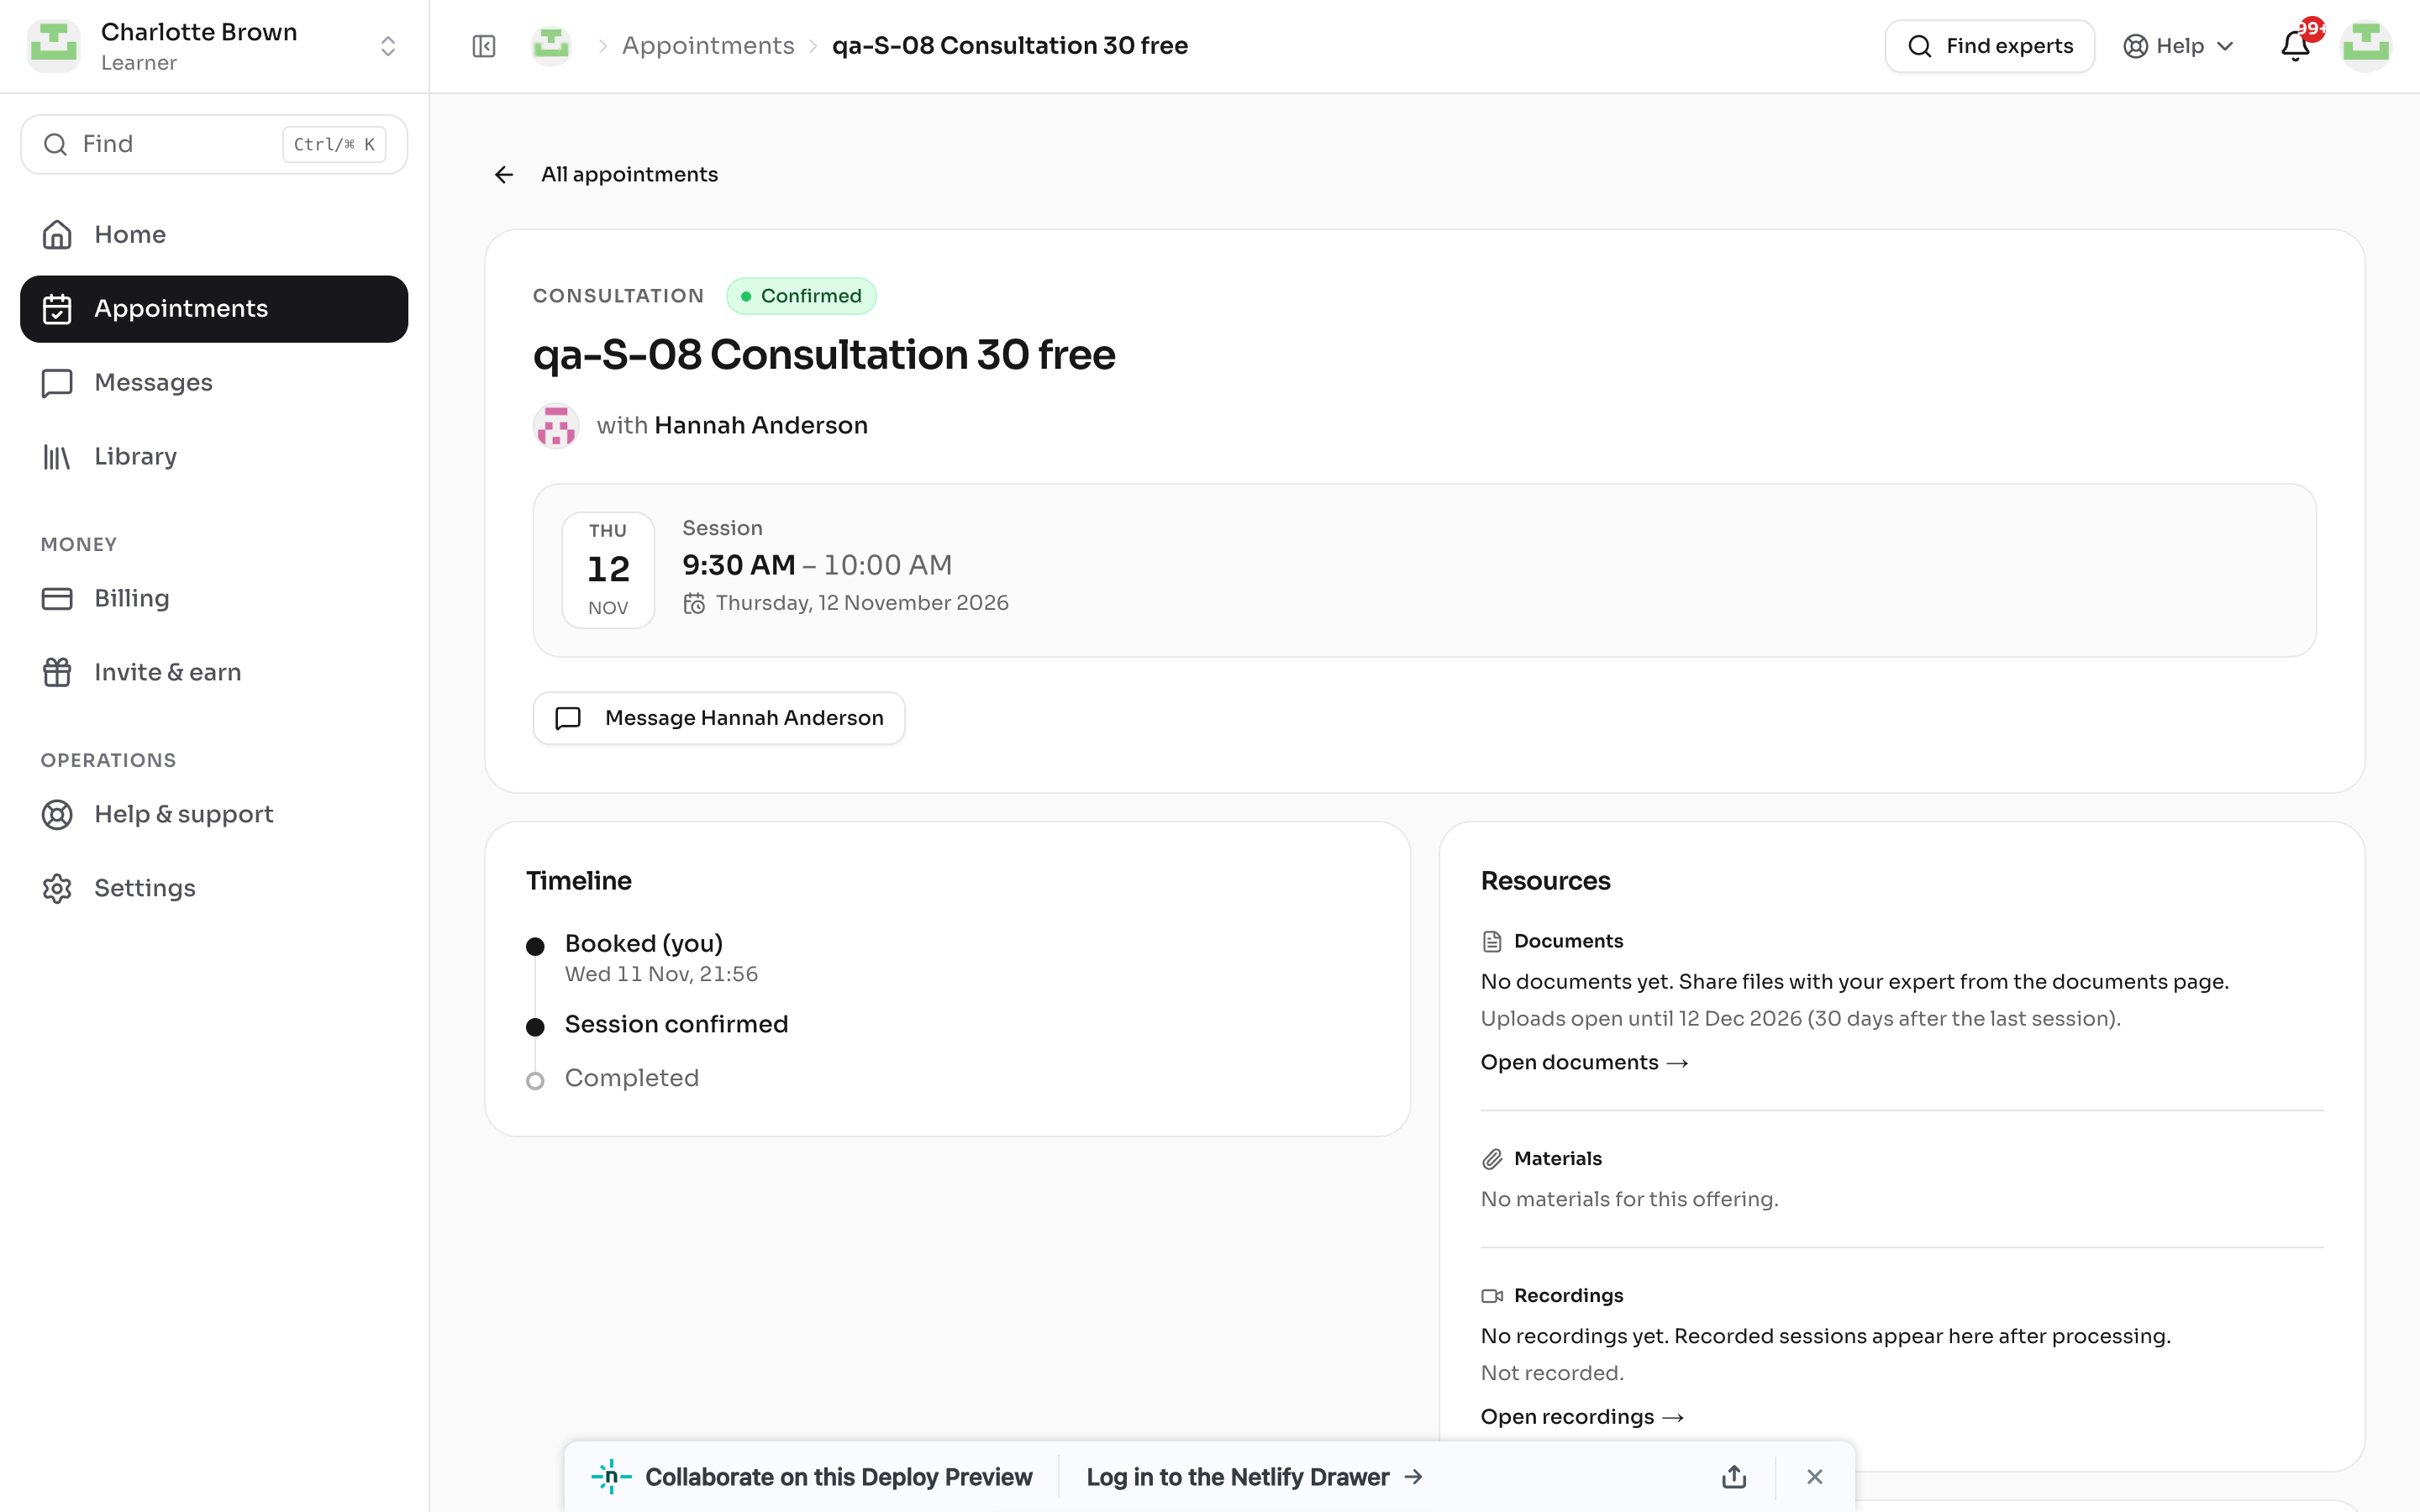 Charlotte Brown
Learner
Appointments
qa-S-08 Consultation 30 free
Find experts
Help
99+
Find
Ctrl/⌘ K
Home
Appointments
Messages
Library
MONEY
Billing
Invite & earn
OPERATIONS
Help & support
Settings
All appointments
CONSULTATION
Confirmed
qa-S-08 Consultation 30 free
with Hannah Anderson
THU
12
NOV
Session
9:30 AM – 10:00 AM
Thursday, 12 November 2026
Message Hannah Anderson
Timeline
Booked (you)
Wed 11 Nov, 21:56
Session confirmed
Completed
Resources
Documents
No documents yet. Share files with your expert from the documents page.
Uploads open until 12 Dec 2026 (30 days after the last session).
Open documents →
Materials
No materials for this offering.
Recordings
No recordings yet. Recorded sessions appear here after processing.
Not recorded.
Open recordings →
Collaborate on this Deploy Preview
Log in to the Netlify Drawer →